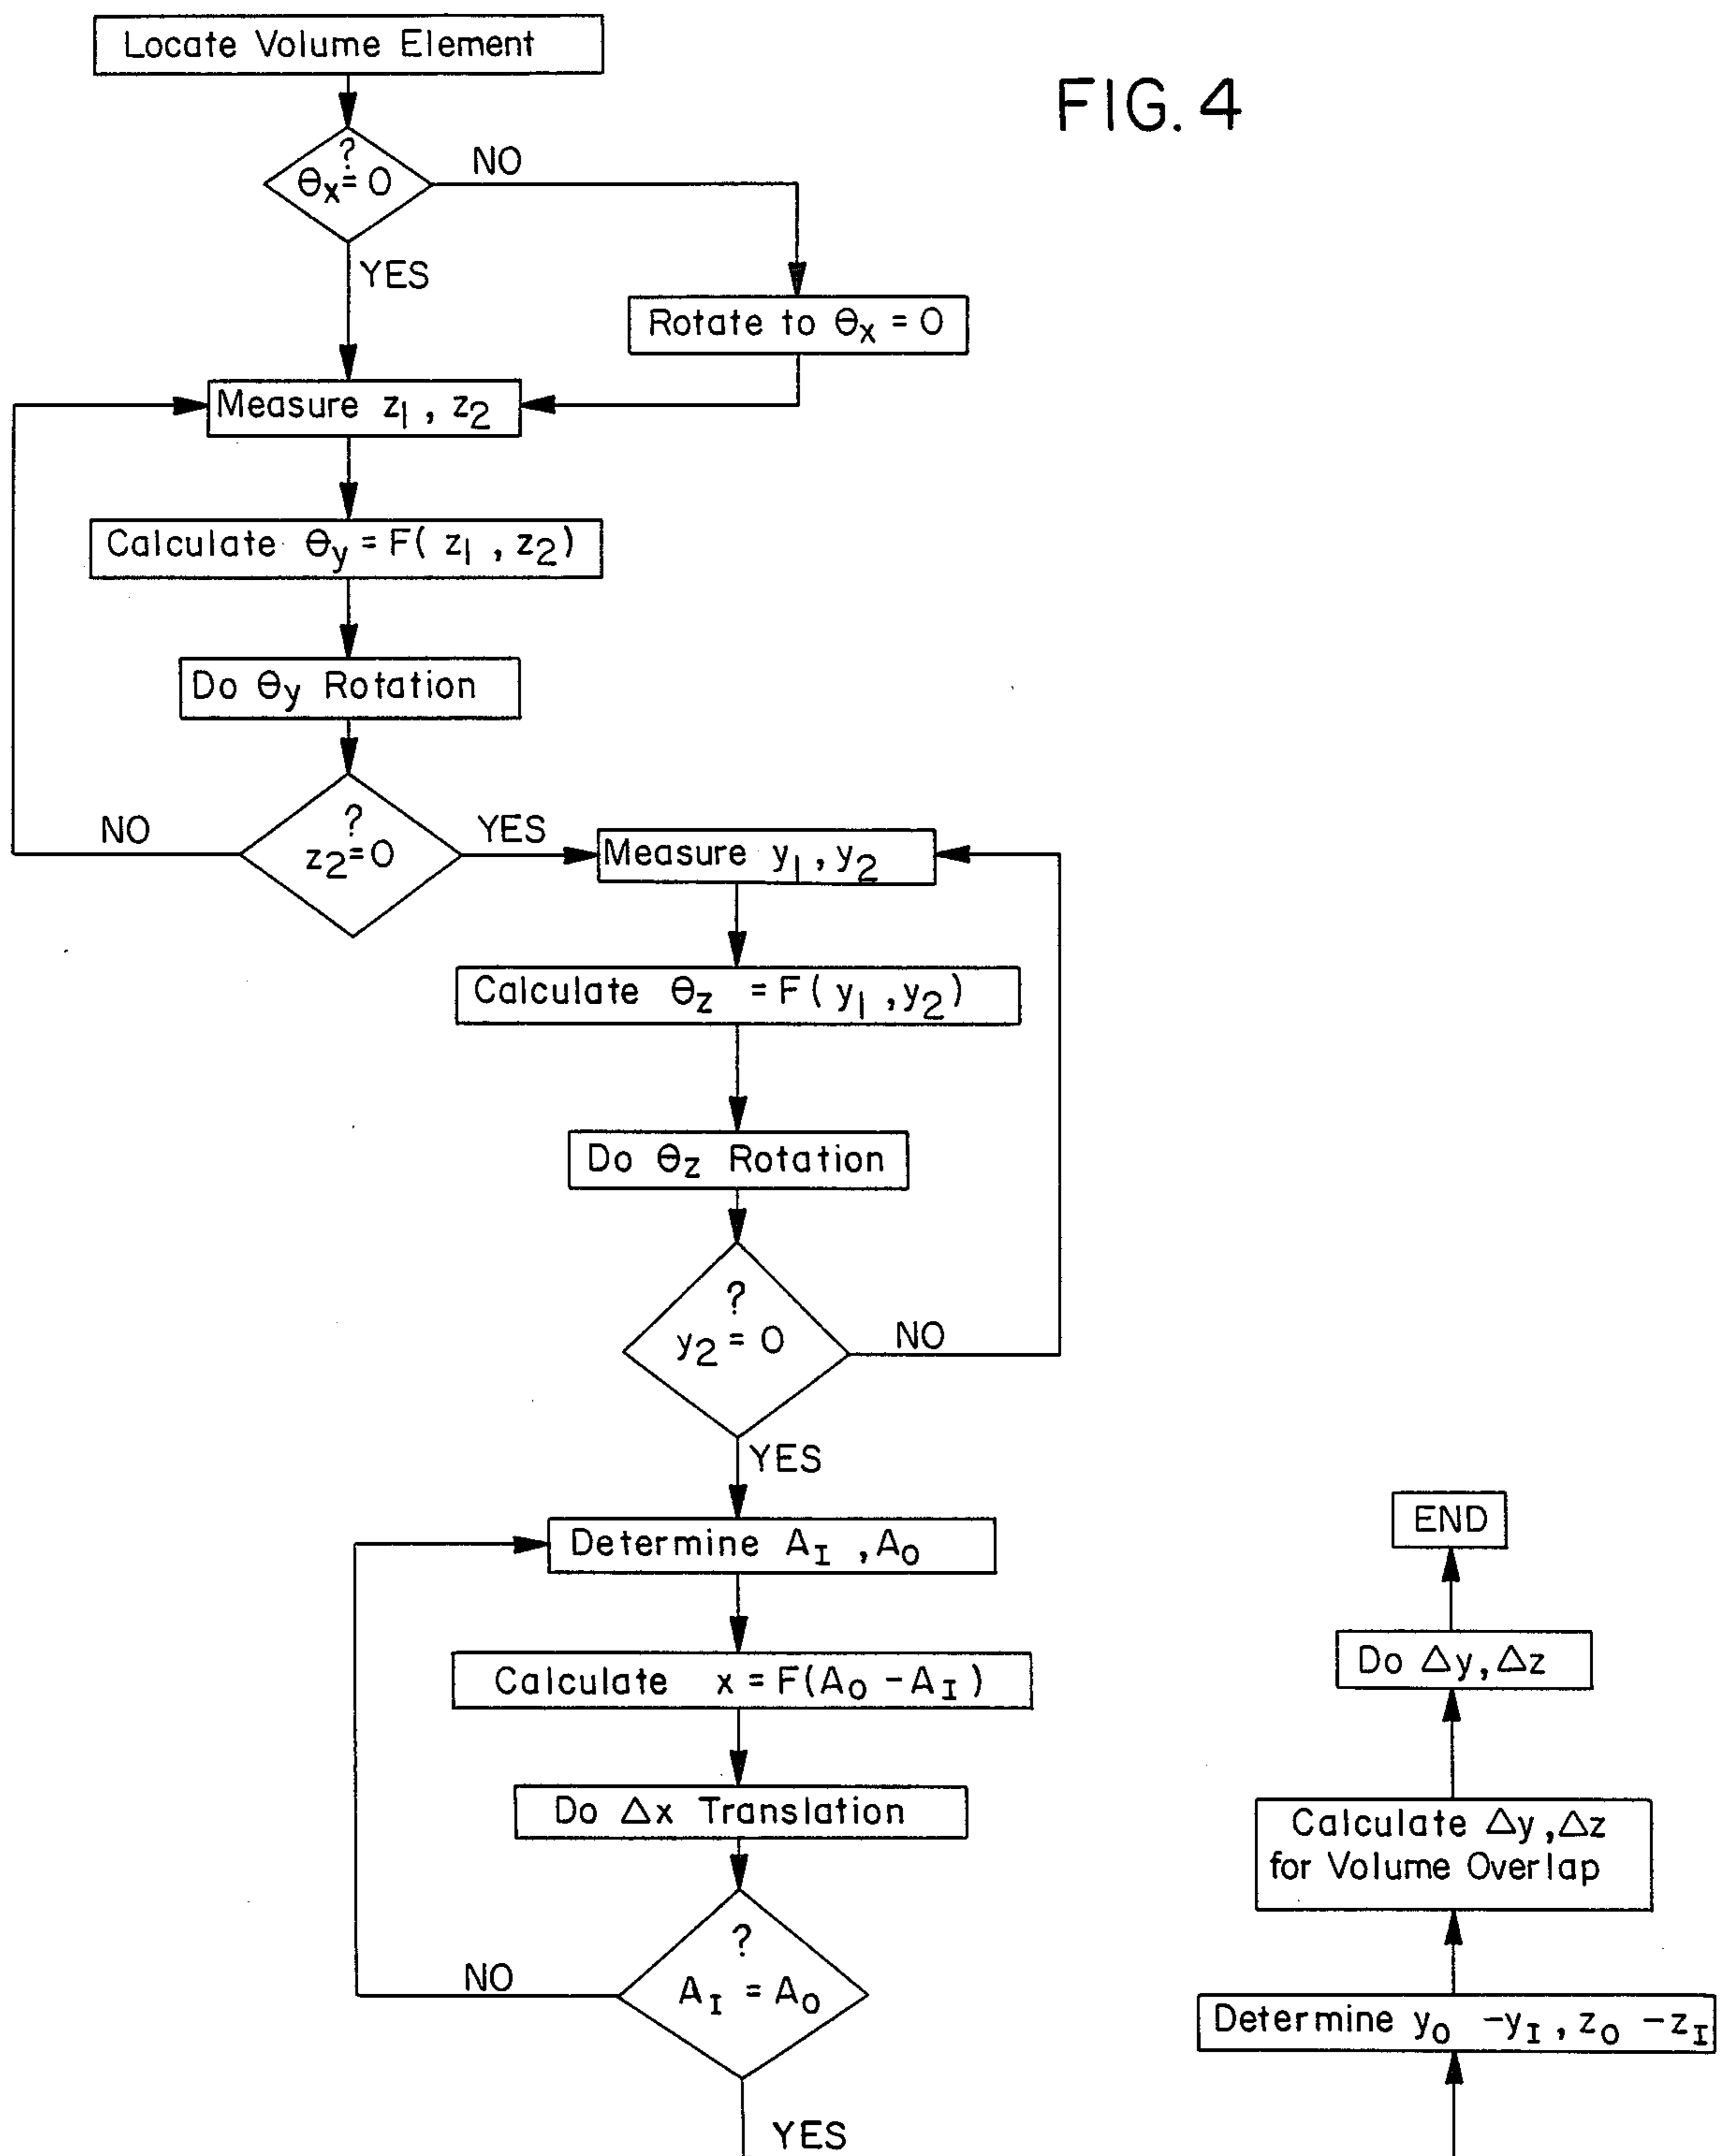 Locate Volume Element
FIG. 4
?
θx = 0
NO
YES
Rotate to θx = 0
Measure z1 , z2
Calculate θy = F( z1 , z2)
Do θy Rotation
?
z2=0
NO
YES
Measure y1 , y2
Calculate θz = F( y1 ,y2)
Do θz Rotation
?
y2 = 0
NO
YES
Determine AI , AO
Calculate x = F(AO - AI )
Do Δx Translation
?
AI = AO
NO
YES
Determine yO -yI , zO -zI
Calculate Δy ,Δz
for Volume Overlap
Do Δy, Δz
END